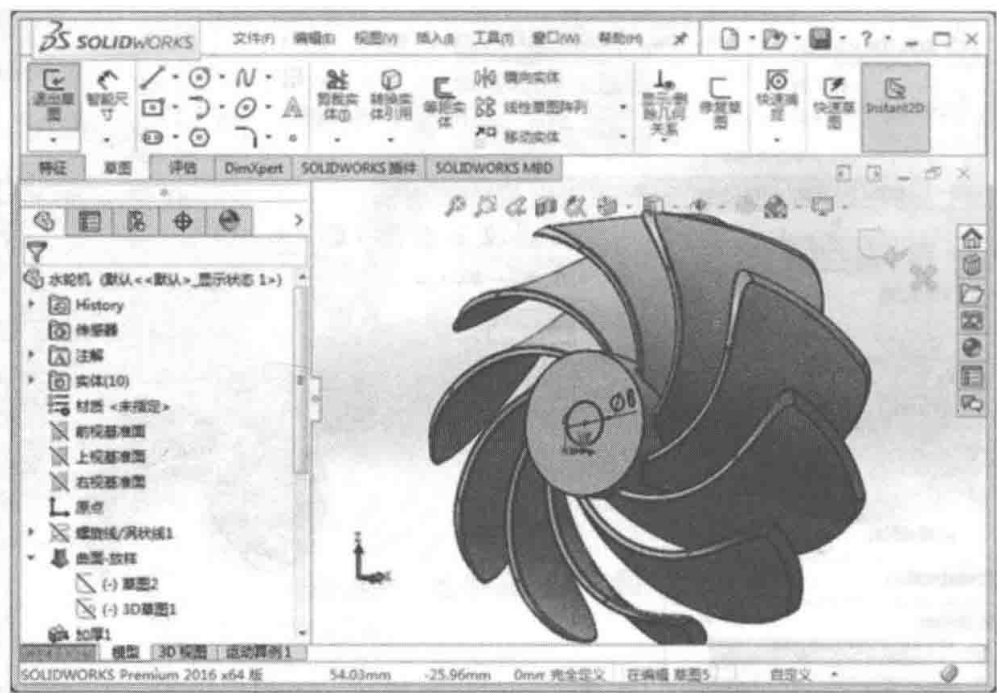 SOLIDWORKS 文件(F) 编辑(E) 视图(V) 插入(I) 工具(T) 窗口(W) 帮助(H) ?
退出草图 智能尺寸 剪裁实体(T) 转换实体引用 等距实体 镜向实体 线性草图阵列 移动实体 显示/删除几何关系 修复草图 快速捕捉 快速草图 Instant2D
特征 草图 评估 DimXpert SOLIDWORKS 插件 SOLIDWORKS MBD
水轮机 (默认<<默认>_显示状态 1>)
History
传感器
注解
实体(10)
材质 <未指定>
前视基准面
上视基准面
右视基准面
原点
螺旋线/涡状线1
曲面-放样
(-) 草图2
(-) 3D草图1
加厚1
Ø6
模型 3D 视图 运动算例 1
SOLIDWORKS Premium 2016 x64 版 54.03mm -25.96mm 0mm 完全定义 在编辑 草图5 自定义